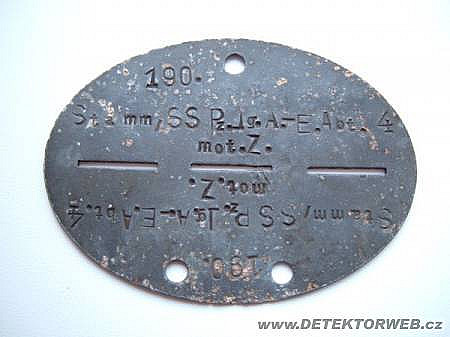 190.
Stamm/SS Pz.Jg.A.-E.Abt. 4
mot.Z.
mot.Z.
Stamm/SS Pz.Jg.A.-E.Abt. 4
190.
www.DETEKTORWEB.cz